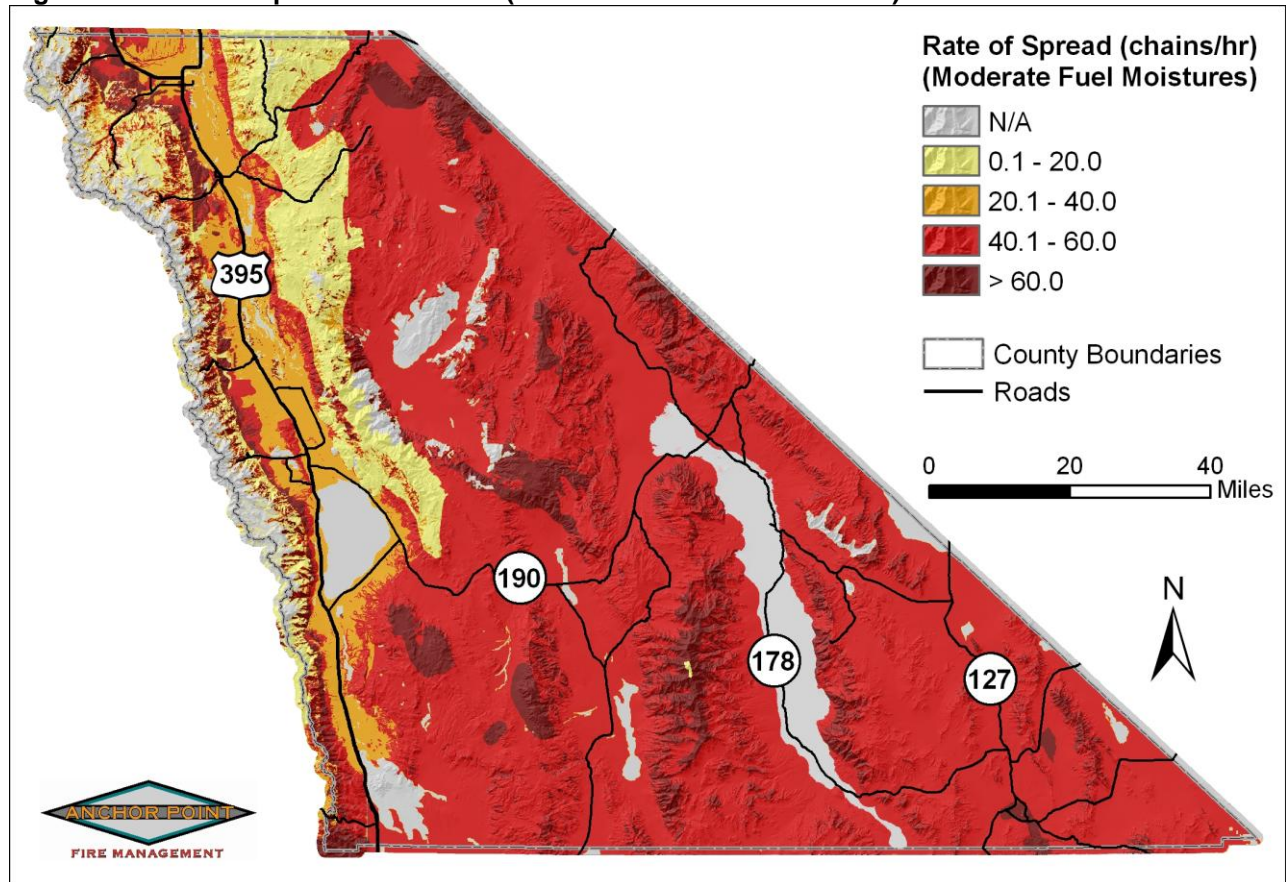 Rate of Spread (chains/hr)
(Moderate Fuel Moistures)
N/A
0.1 - 20.0
20.1 - 40.0
40.1 - 60.0
> 60.0
County Boundaries
Roads
0 20 40
Miles
N
395
190
178
127
ANCHOR POINT
FIRE MANAGEMENT